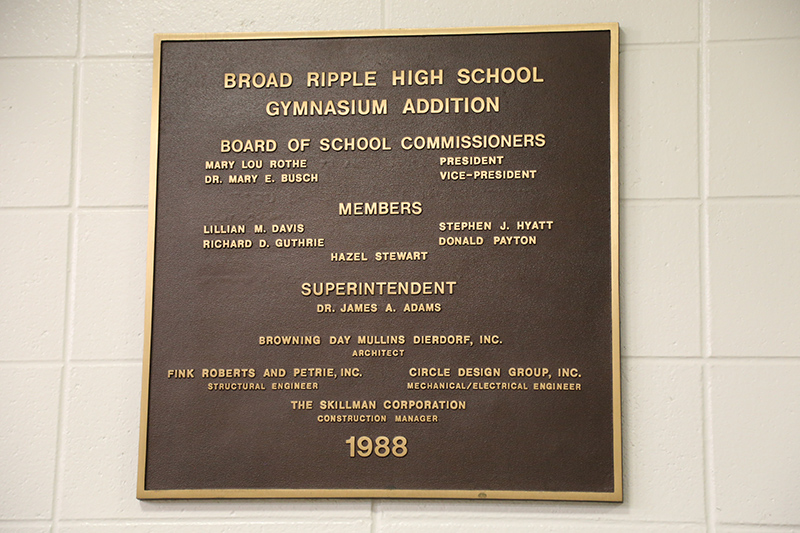 BROAD RIPPLE HIGH SCHOOL
GYMNASIUM ADDITION
BOARD OF SCHOOL COMMISSIONERS
MARY LOU ROTHE PRESIDENT
DR. MARY E. BUSCH VICE-PRESIDENT
MEMBERS
LILLIAN M. DAVIS STEPHEN J. HYATT
RICHARD D. GUTHRIE DONALD PAYTON
HAZEL STEWART
SUPERINTENDENT
DR. JAMES A. ADAMS
BROWNING DAY MULLINS DIERDORF, INC.
ARCHITECT
FINK ROBERTS AND PETRIE, INC. CIRCLE DESIGN GROUP, INC.
STRUCTURAL ENGINEER MECHANICAL/ELECTRICAL ENGINEER
THE SKILLMAN CORPORATION
CONSTRUCTION MANAGER
1988